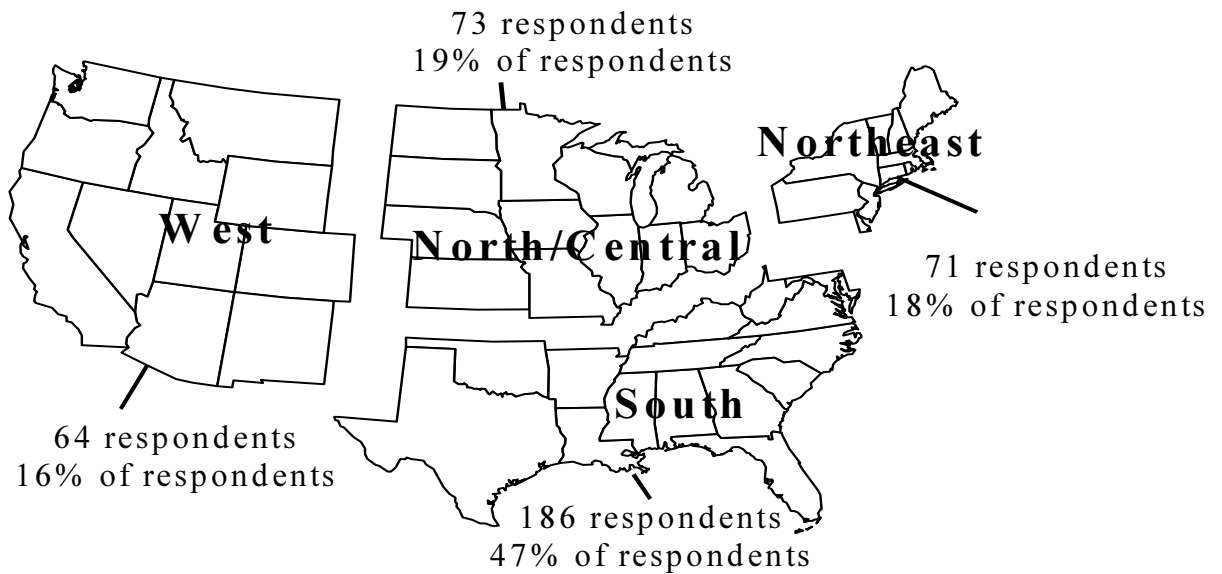 73 respondents
19% of respondents
Northeast
West
North/Central
71 respondents
18% of respondents
South
64 respondents
16% of respondents
186 respondents
47% of respondents